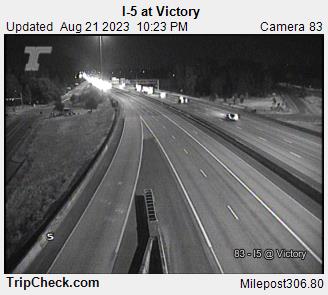 I-5 at Victory
Updated Aug 21 2023 10:23 PM Camera 83
T
S
83 - I5 @ Victory
TripCheck.com Milepost306.80